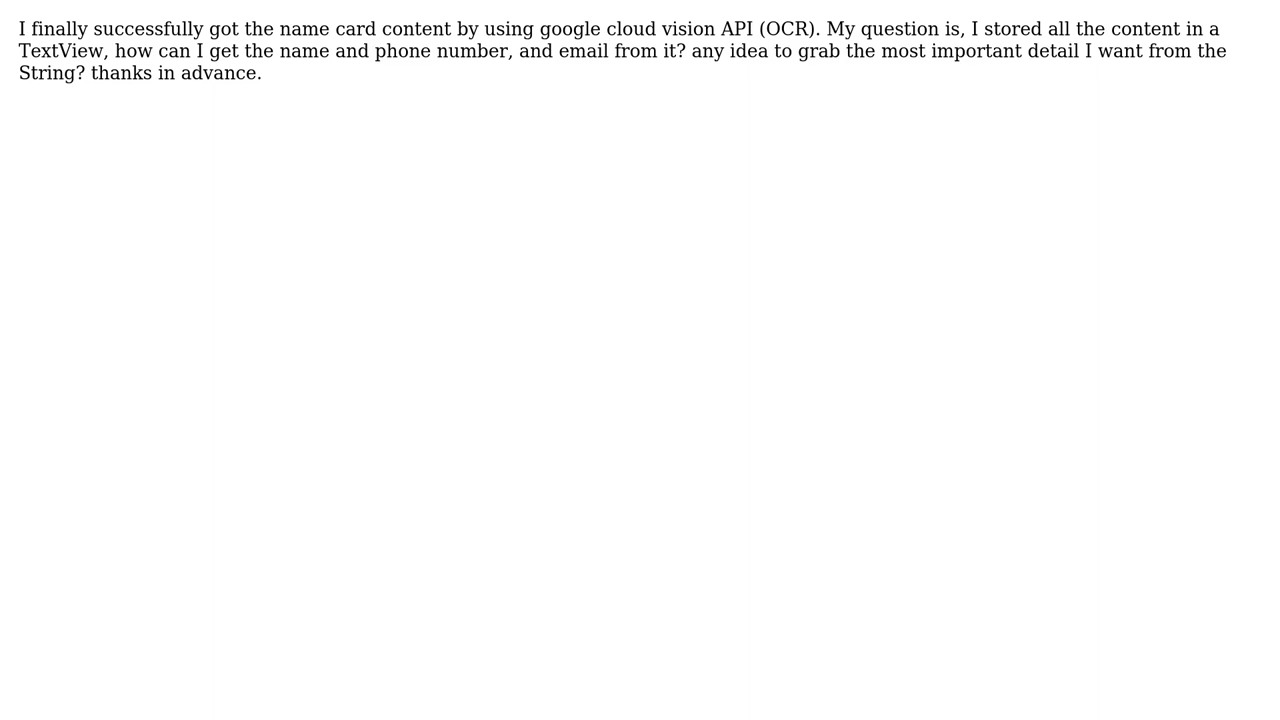 I finally successfully got the name card content by using google cloud vision API (OCR). My question is, I stored all the content in a
TextView, how can I get the name and phone number, and email from it? any idea to grab the most important detail I want from the
String? thanks in advance.